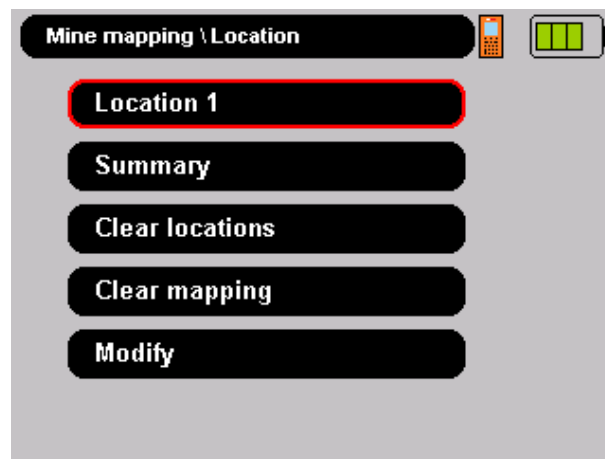 Mine mapping \ Location
Location 1
Summary
Clear locations
Clear mapping
Modify